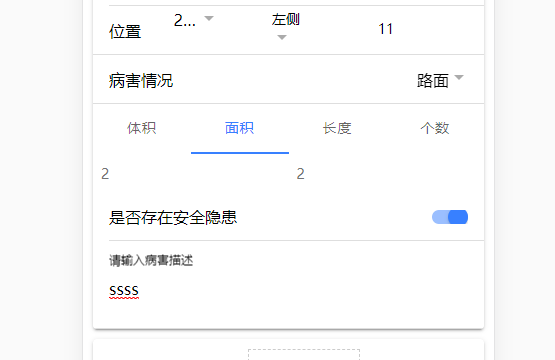 位置 2... 左侧 11
病害情况 路面
体积 面积 长度 个数
2 2
是否存在安全隐患
请输入病害描述
ssss